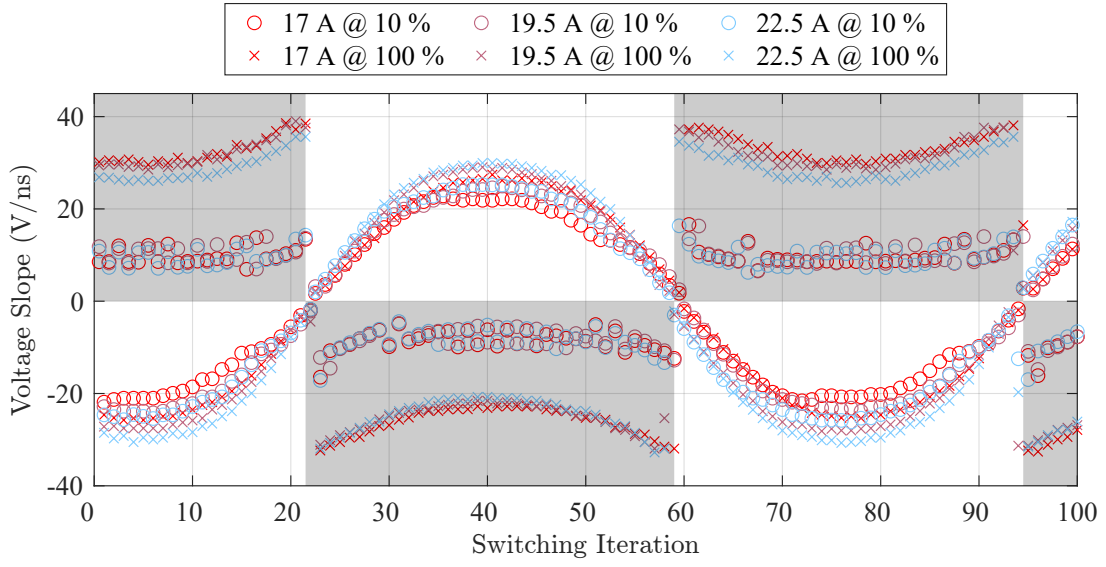 17 A @ 10 % 19.5 A @ 10 % 22.5 A @ 10 %
17 A @ 100 % 19.5 A @ 100 % 22.5 A @ 100 %
Voltage Slope (V/ns)
40
20
0
-20
-40
0 10 20 30 40 50 60 70 80 90 100
Switching Iteration